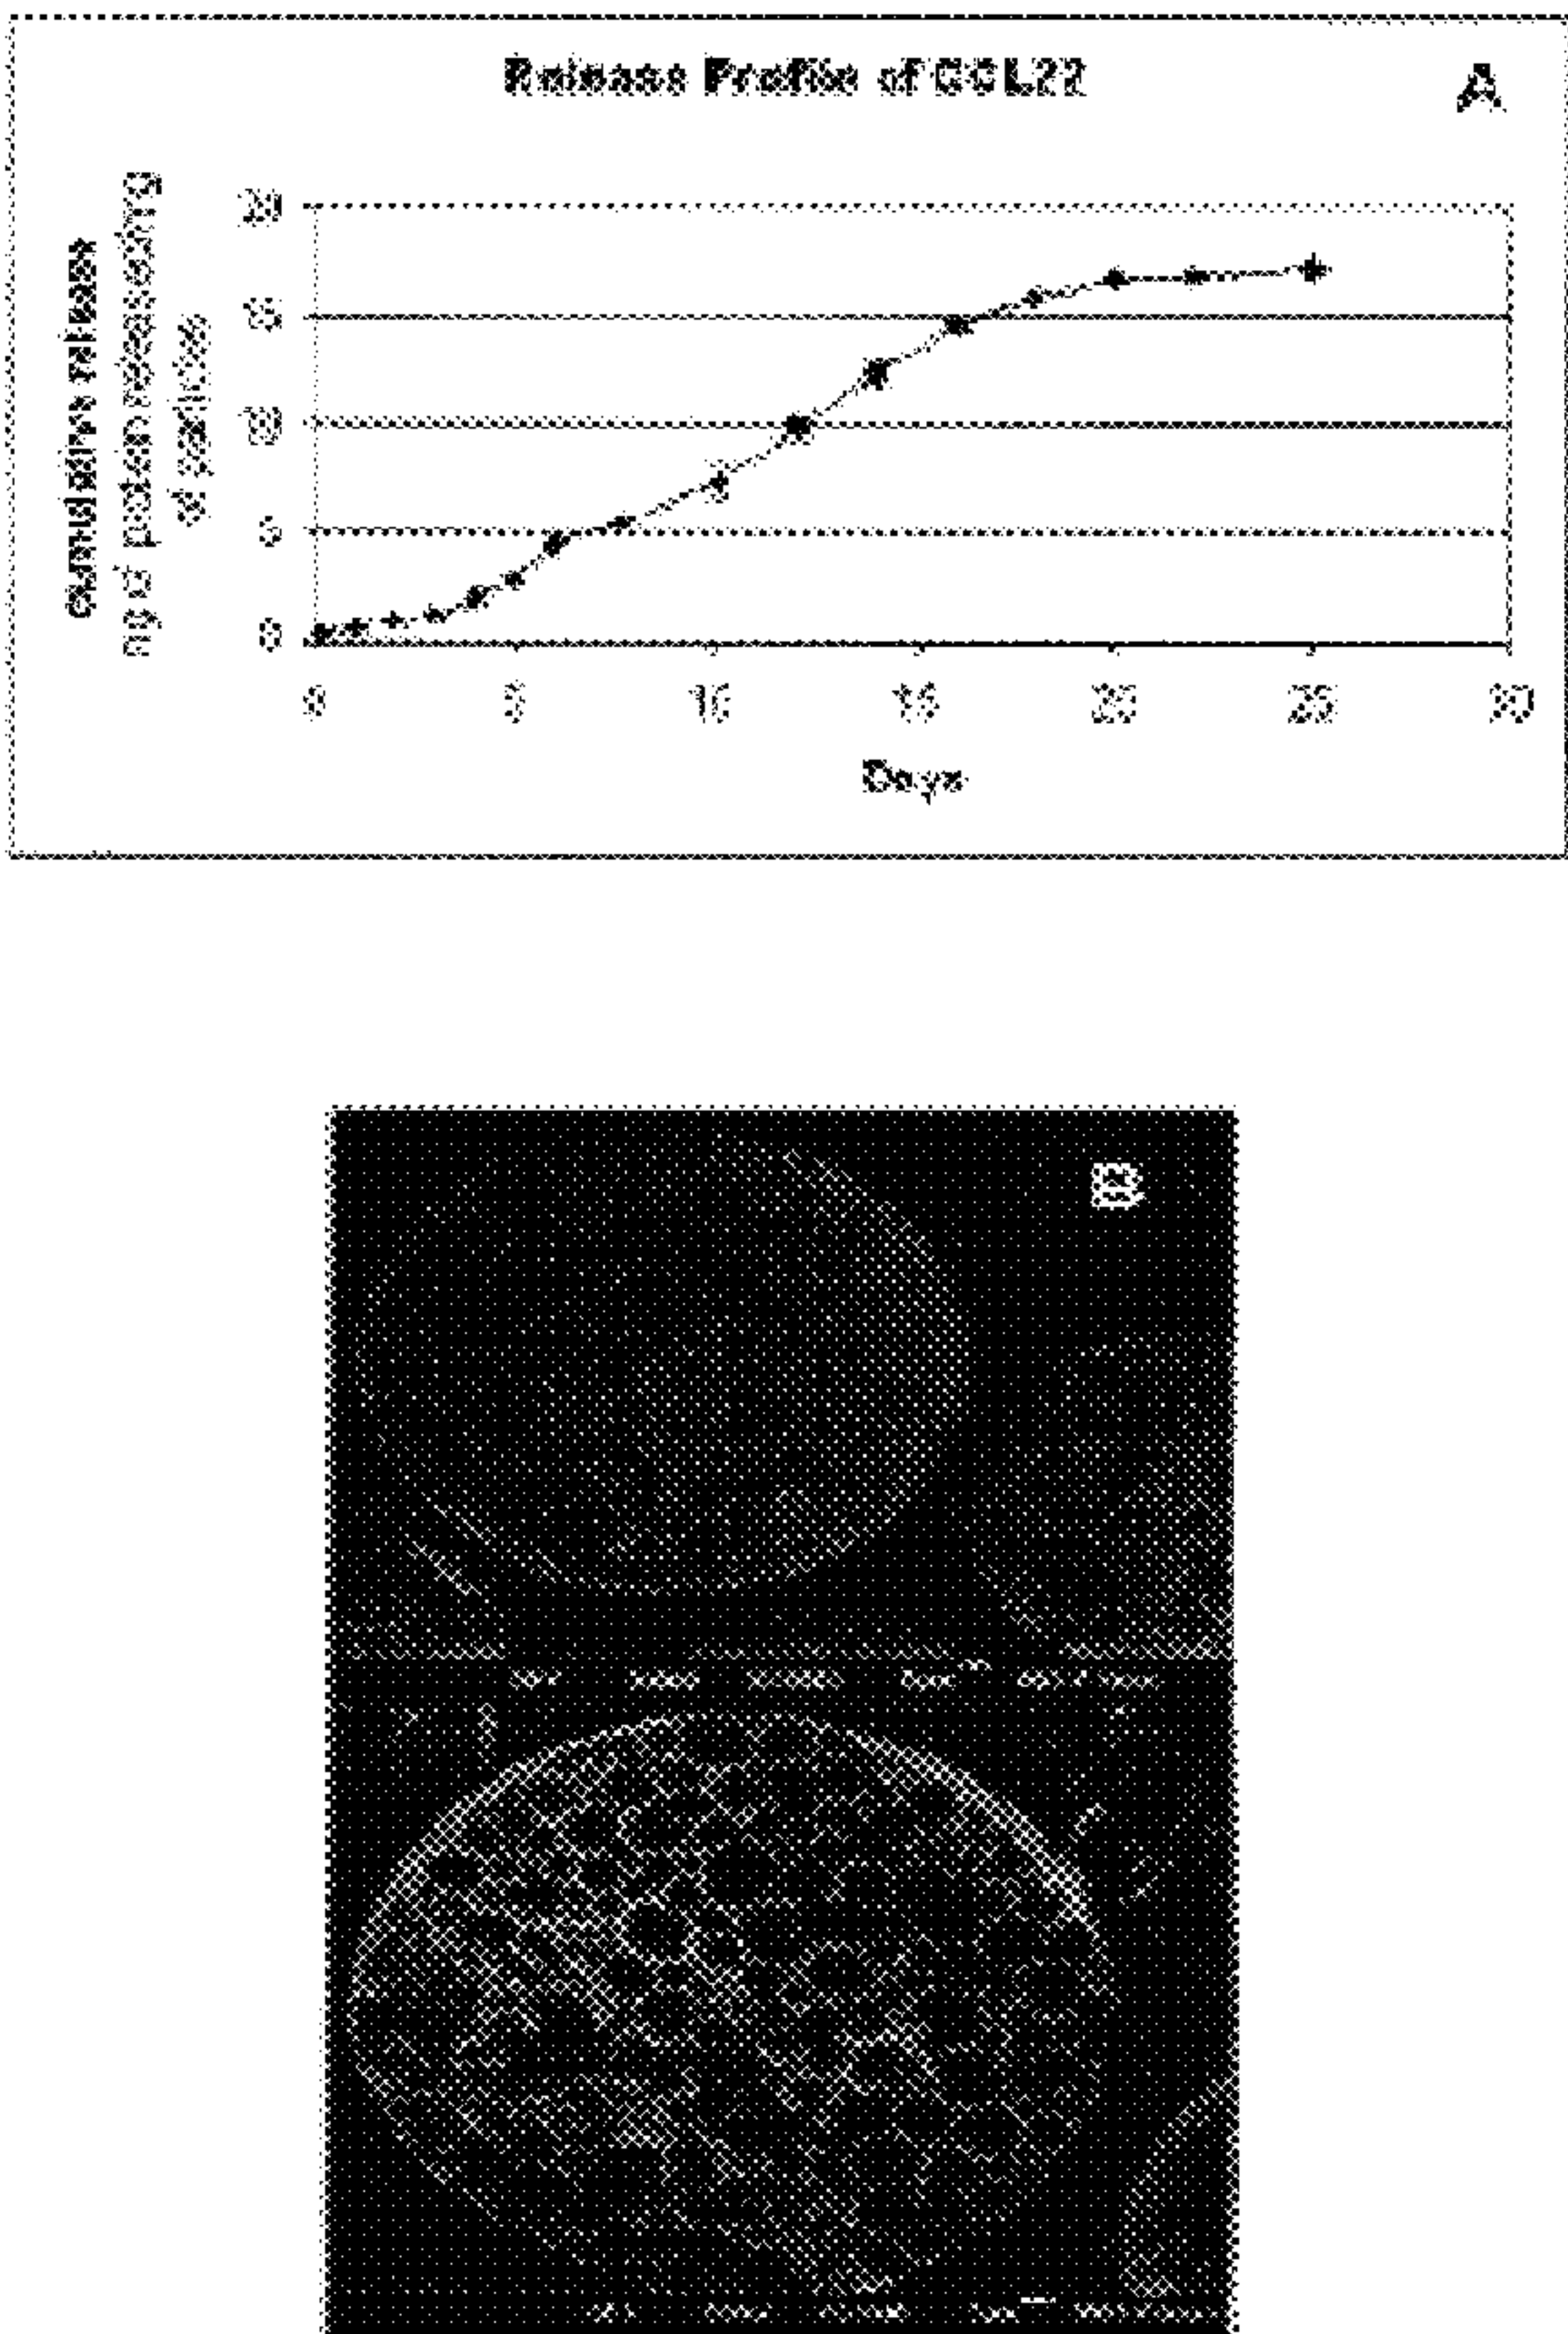 Release Profile of CCL22
A
Cumulative release
ng of protein released/mg
of particles
20
15
10
5
0
0 5 10 15 20 25 30
Days
B